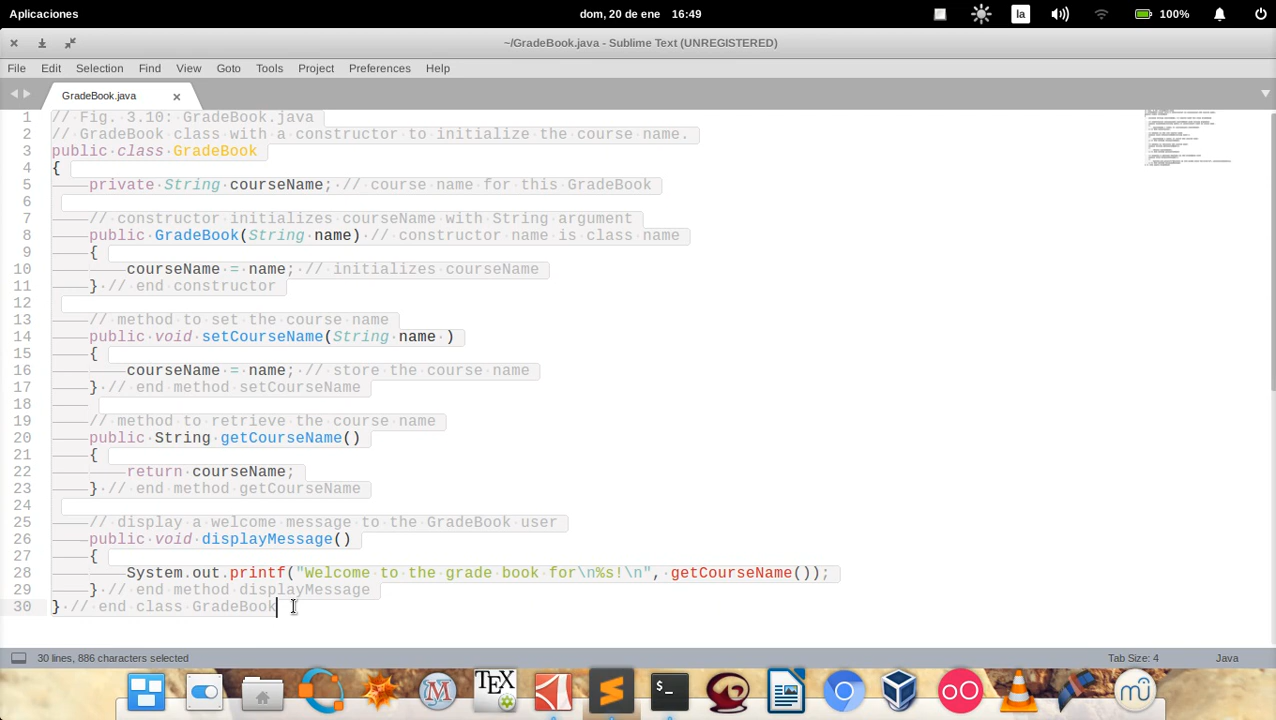 Aplicaciones
dom, 20 de ene 16:49
la
100%
~/GradeBook.java - Sublime Text (UNREGISTERED)
File Edit Selection Find View Goto Tools Project Preferences Help
GradeBook.java
1 // Fig. 3.10: GradeBook.java
2 // GradeBook class with a constructor to initialize the course name.
3 public class GradeBook
4 {
5 private String courseName; // course name for this GradeBook
6
7 // constructor initializes courseName with String argument
8 public GradeBook(String name) // constructor name is class name
9 {
10 courseName = name; // initializes courseName
11 } // end constructor
12
13 // method to set the course name
14 public void setCourseName(String name )
15 {
16 courseName = name; // store the course name
17 } // end method setCourseName
18
19 // method to retrieve the course name
20 public String getCourseName()
21 {
22 return courseName;
23 } // end method getCourseName
24
25 // display a welcome message to the GradeBook user
26 public void displayMessage()
27 {
28 System.out.printf("Welcome to the grade book for\n%s!\n", getCourseName());
29 } // end method displayMessage
30 } // end class GradeBook
30 lines, 886 characters selected
Tab Size: 4
Java
TEX